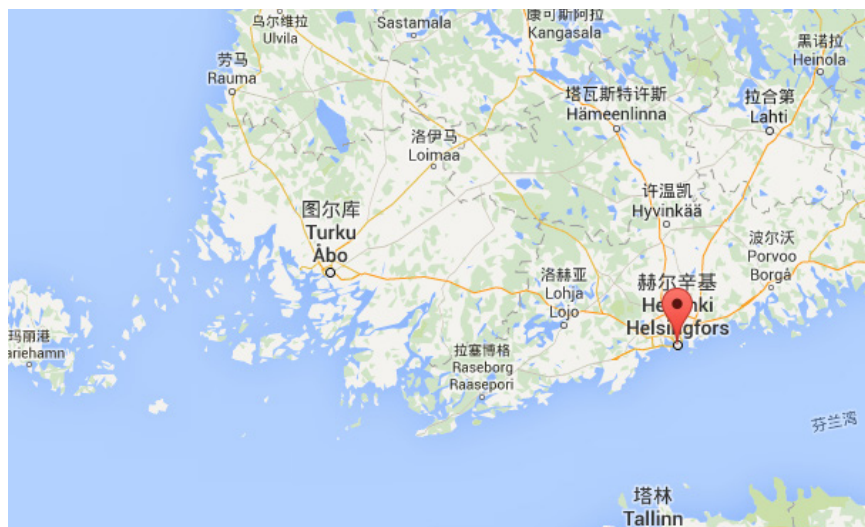 乌尔维拉
Ulvila
Sastamala
康可斯阿拉
Kangasala
黑诺拉
Heinola
劳马
Rauma
塔瓦斯特许斯
Hämeenlinna
拉合第
Lahti
洛伊马
Loimaa
许温凯
Hyvinkää
图尔库
Turku
Åbo
波尔沃
Porvoo
Borgå
洛赫亚
Lohja
Lojo
赫尔辛基
Helsingfors
玛丽港
ariehamn
拉塞博格
Raseborg
Raasepori
芬兰湾
塔林
Tallinn